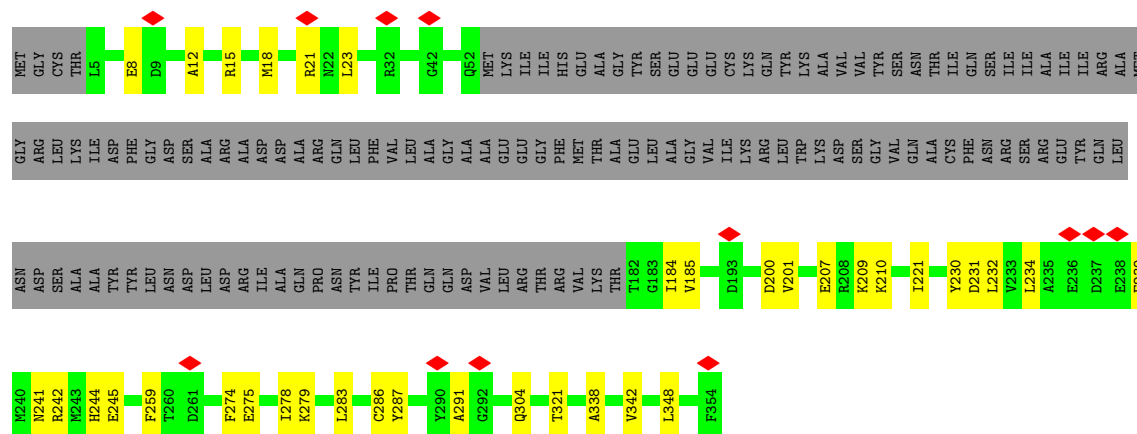 MET GLY CYS THR L5 E8 D9 A12 R15 M18 R21 N22 L23 R32 G42 Q52 MET LYS ILE ILE HIS GLU ALA GLY TYR SER GLU GLU GLU CYS LYS GLN TYR LYS ALA VAL VAL TYR SER ASN THR ILE GLN SER ILE ILE ALA ILE ILE ARG ALA MET
GLY ARG LEU LYS ILE ASP PHE GLY ASP SER ALA ARG ALA ASP ASP ALA ARG GLN LEU PHE VAL LEU ALA GLY ALA ALA GLU GLU GLY PHE MET THR ALA GLU LEU ALA GLY VAL ILE LYS ARG LEU TRP LYS ASP SER GLY VAL GLN ALA CYS PHE ASN ARG SER ARG GLU TYR GLN LEU
ASN ASP SER ALA ALA TYR TYR LEU ASN ASP LEU ASP ARG ILE ALA GLN PRO ASN TYR ILE PRO THR GLN GLN ASP VAL LEU ARG THR ARG VAL LYS THR T182 G183 I184 V185 D193 D200 V201 E207 R208 K209 K210 I221 Y230 D231 L232 V233 L234 A235 E236 D237 E238
M240 N241 R242 M243 H244 E245 F259 T260 D261 F274 E275 I278 K279 L283 C286 Y287 Y290 A291 G292 Q304 T321 A338 V342 L348 F354